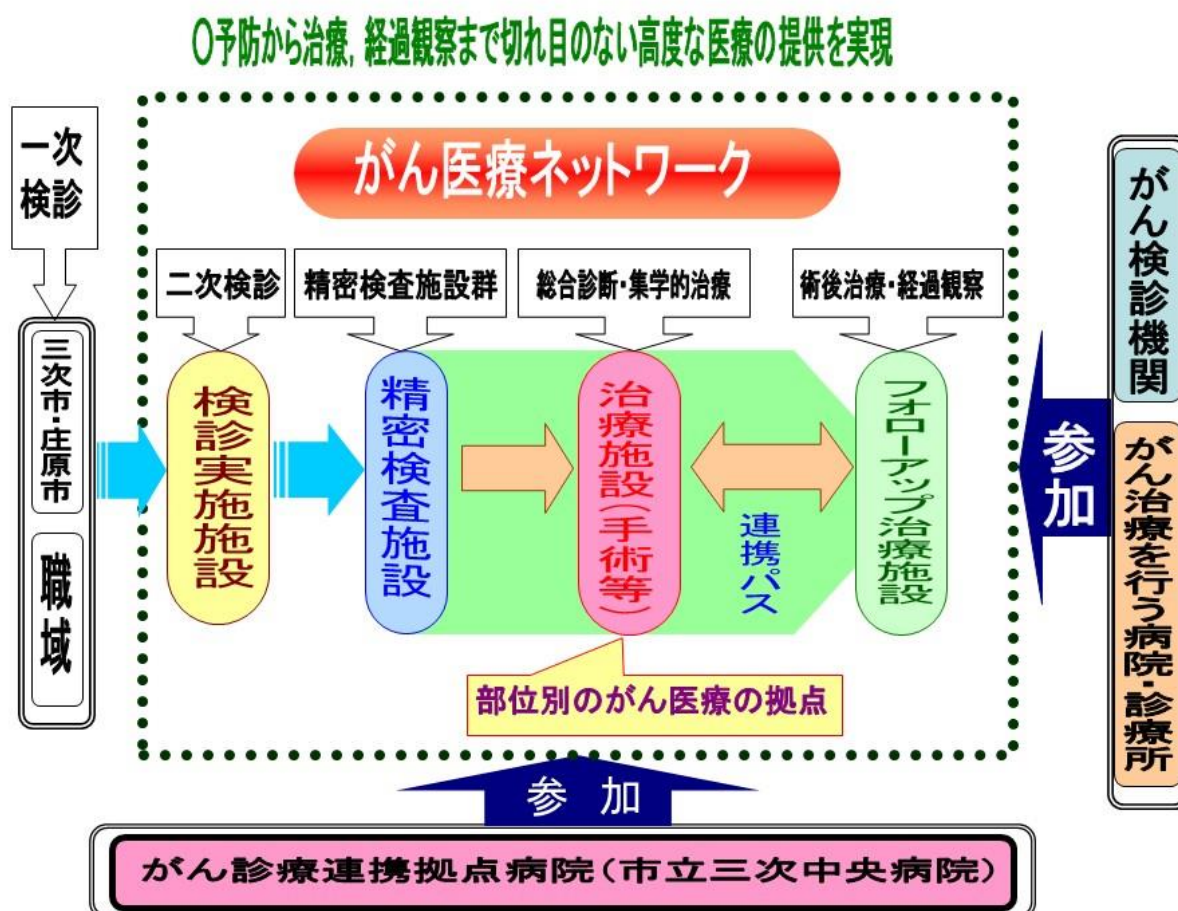 〇予防から治療,経過観察まで切れ目のない高度な医療の提供を実現
がん医療ネットワーク
一次
検診
二次検診
精密検査施設群
総合診断・集学的治療
術後治療・経過観察
三次市・庄原市
職域
検診実施施設
精密検査施設
治療施設(手術等)
連携パス
フォローアップ治療施設
部位別のがん医療の拠点
参加
がん検診機関
がん治療を行う病院・診療所
参 加
がん診療連携拠点病院(市立三次中央病院)